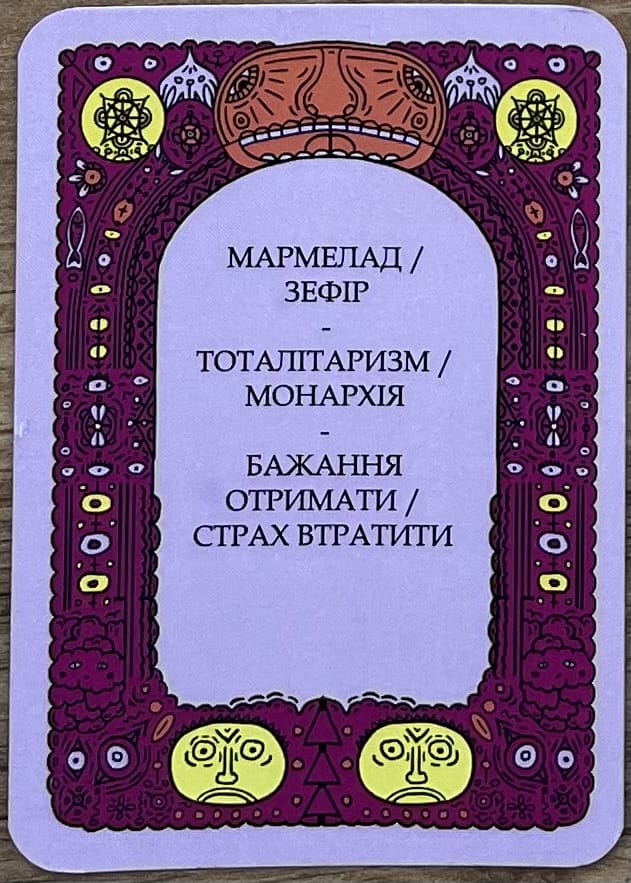 МАРМЕЛАД /
ЗЕФІР
-
ТОТАЛІТАРИЗМ /
МОНАРХІЯ
-
БАЖАННЯ
ОТРИМАТИ /
СТРАХ ВТРАТИТИ